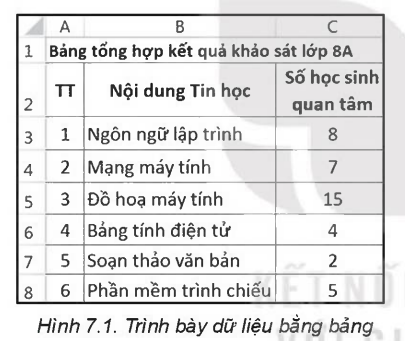 A B C
1 Bảng tổng hợp kết quả khảo sát lớp 8A
2 TT Nội dung Tin học Số học sinh
quan tâm
3 1 Ngôn ngữ lập trình 8
4 2 Mạng máy tính 7
5 3 Đồ hoạ máy tính 15
6 4 Bảng tính điện tử 4
7 5 Soạn thảo văn bản 2
8 6 Phần mềm trình chiếu 5
KẾT NỐ
Hình 7.1. Trình bày dữ liệu bằng bảng